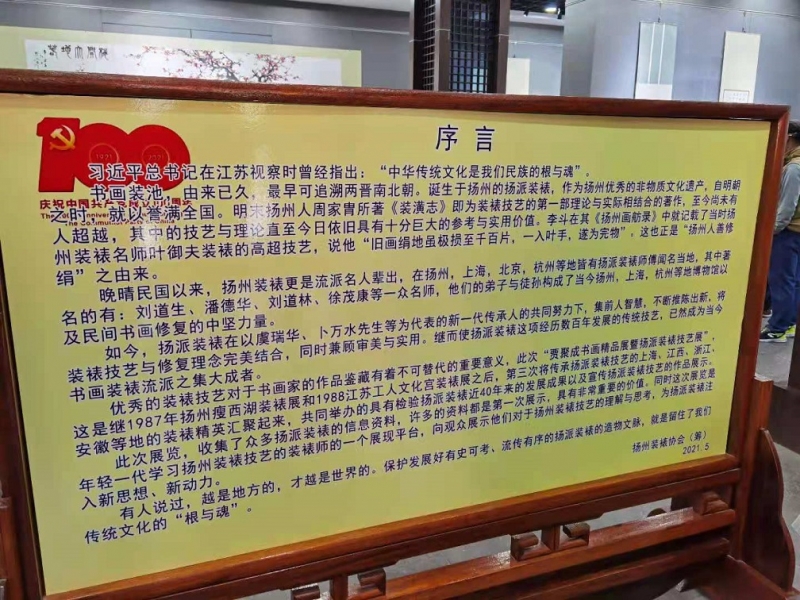 序言
习近平总书记在江苏视察时曾经指出：“中华传统文化是我们民族的根与魂”。
书画装池，由来已久，最早可追溯两晋南北朝。诞生于扬州的扬派装裱，作为扬州优秀的非物质文化遗产，自明朝
之时，就以誉满全国。明末扬州人周家胄所著《装潢志》即为装裱技艺的第一部理论与实际相结合的著作，至今尚未有
人超越，其中的技艺与理论直至今日依旧具有十分巨大的参考与实用价值。李斗在其《扬州画舫录》中就记载了当时扬
州装裱名师叶御夫装裱的高超技艺，说他“旧画绢地虽极损至千百片，一入叶手，遂为完物”。这也正是“扬州人善修
绢”之由来。
晚晴民国以来，扬州装裱更是流派名人辈出，在扬州，上海，北京，杭州等地皆有扬派装裱师傅闻名当地，其中著
名的有：刘道生、潘德华、刘道林、徐茂康等一众名师，他们的弟子与徒孙构成了当今扬州，上海，杭州等地博物馆以
及民间书画修复的中坚力量。
如今，扬派装裱在以虞瑞华、卜万水先生等为代表的新一代传承人的共同努力下，集前人智慧，不断推陈出新，将
装裱技艺与修复理念完美结合，同时兼顾审美与实用。继而使扬派装裱这项经历数百年发展的传统技艺，已然成为当今
书画装裱流派之集大成者。
优秀的装裱技艺对于书画家的作品鉴藏有着不可替代的重要意义，此次“贾聚成书画精品展暨扬派装裱技艺展”，
这是继1987年扬州瘦西湖装裱展和1988江苏工人文化宫装裱展之后，第三次将传承扬派装裱技艺的上海、江西、浙江、
安徽等地的装裱精英汇聚起来，共同举办的具有检验扬派装裱近40年来的发展成果以及宣传扬派装裱技艺的作品展示。
此次展览，收集了众多扬派装裱的信息资料，许多的资料都是第一次展示，具有非常重要的价值。同时这次展览是
年轻一代学习扬州装裱技艺的装裱师的一个展现平台，向观众展示他们对于扬州装裱技艺的理解与思考，为扬派装裱注
入新思想、新动力。
有人说过，越是地方的，才越是世界的。保护发展好有史可考、流传有序的扬派装裱的造物文脉，就是留住了我们
传统文化的“根与魂”。
扬州装裱协会（筹）
2021.5
100
1921
2021